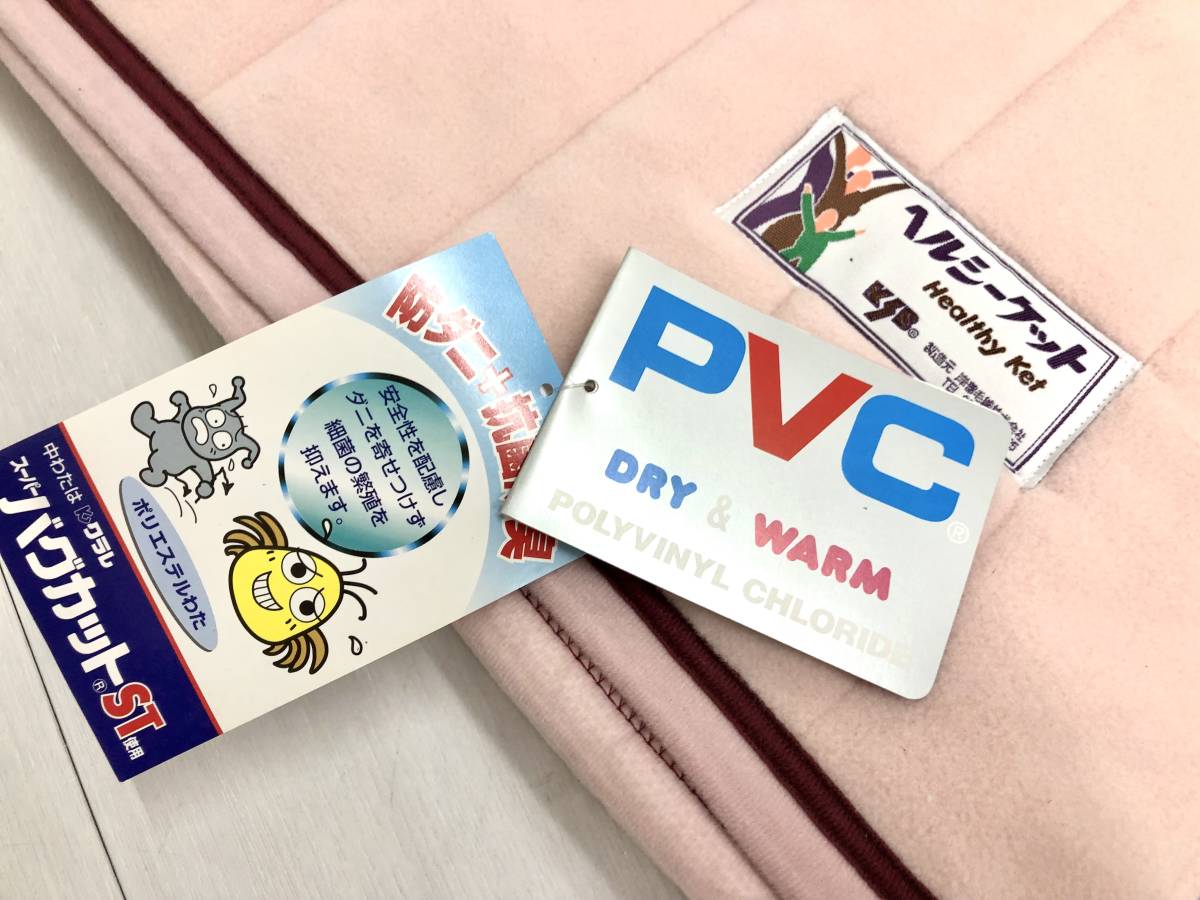 防ダニ+抗菌
臭
安全性を配慮し
ダニを寄せつけず
細菌の繁殖を
抑えます。
ポリエステルわた
中わたは クラレ
スーパーバグガットST使用
®
PVC
®
DRY & WARM
POLYVINYL CHLORIDE
ヘルシーケット
Healthy Ket
KSB®
製造元